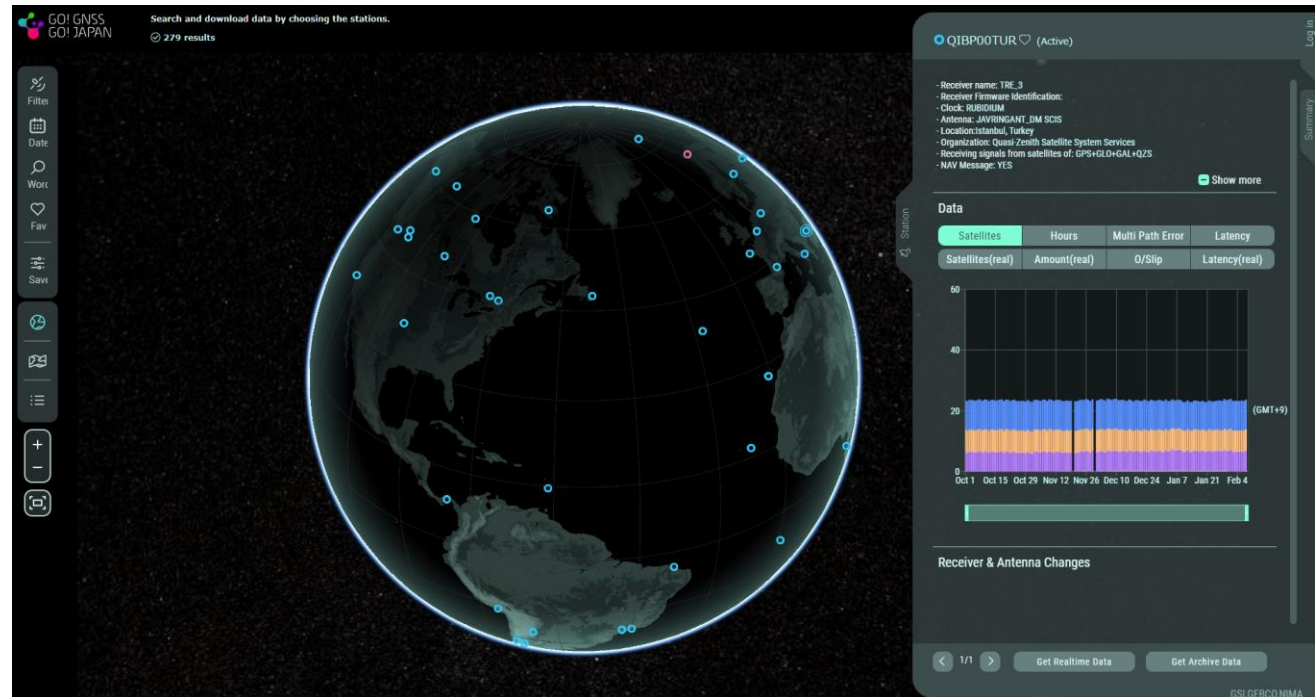 GO! GNSS
GO! JAPAN
Search and download data by choosing the stations.
279 results
Filter
Date
Word
Fav
Save
+
−
Station
Log in
Summary
QIBP00TUR (Active)
- Receiver name: TRE_3
- Receiver Firmware Identification:
- Clock: RUBIDIUM
- Antenna: JAVRINGANT_DM SCIS
- Location:Istanbul, Turkey
- Organization: Quasi-Zenith Satellite System Services
- Receiving signals from satellites of: GPS+GLO+GAL+QZS
- NAV Message: YES
Show more
Data
Satellites Hours Multi Path Error Latency
Satellites(real) Amount(real) O/Slip Latency(real)
60
40
20
0
(GMT+9)
Oct 1 Oct 15 Oct 29 Nov 12 Nov 26 Dec 10 Dec 24 Jan 7 Jan 21 Feb 4
Receiver & Antenna Changes
< 1/1 > Get Realtime Data Get Archive Data
GSI,GEBCO,NIMA